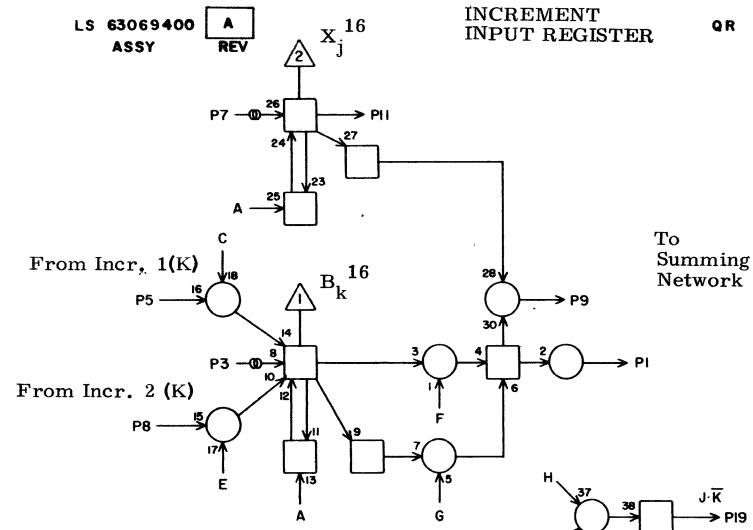 LS 63069400 A
ASSY REV
INCREMENT
INPUT REGISTER
QR
2 X_j^16
P7 26 P11
24 27
23
A 25
C
From Incr. 1(K)
18
P5 16
To
Summing
Network
28
P9
30
1 B_k^16
14
P3 8 3 4 2 P1
10
From Incr. 2 (K)
12 1 6
F
P8 15
17
11 9 7
13 5
E A G
H 37 38 J·K̅ P19